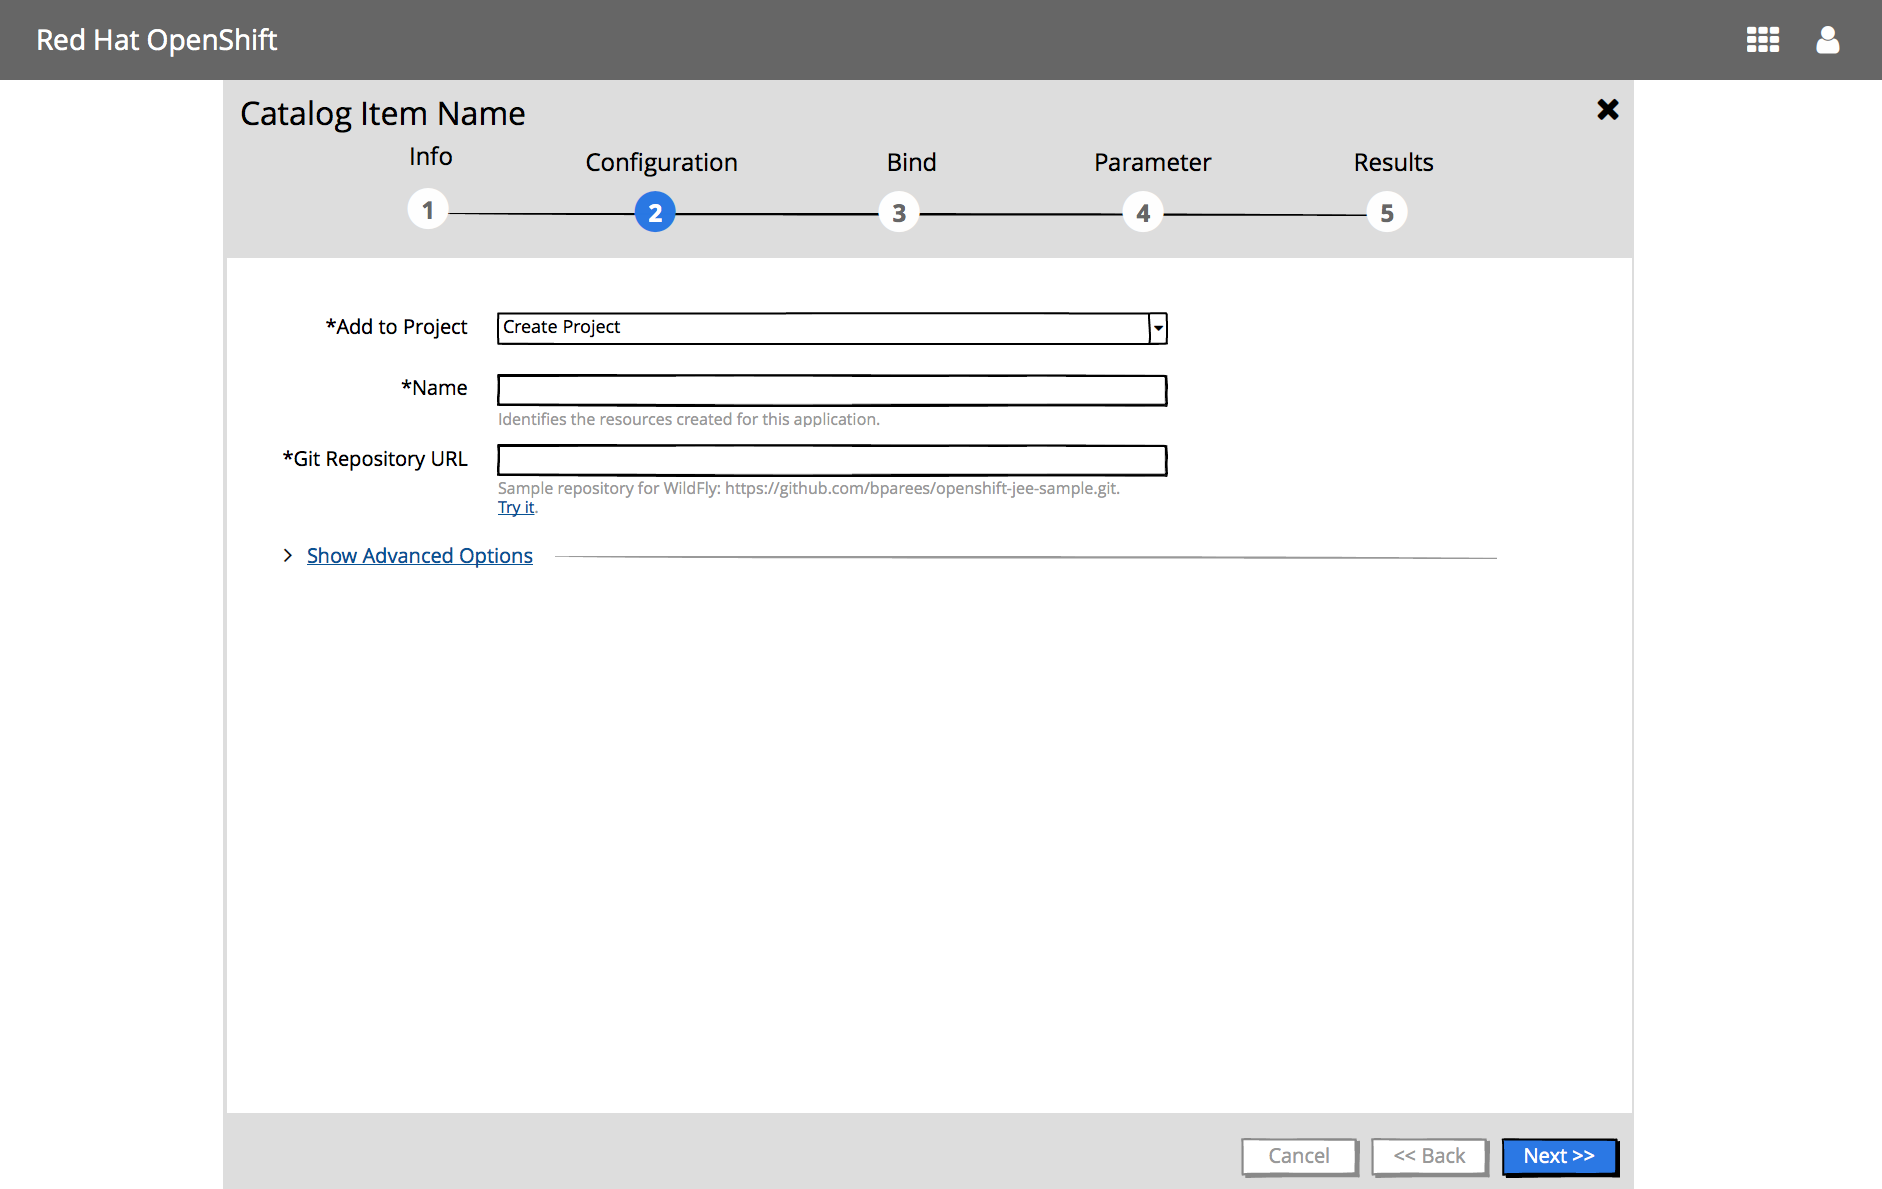 Red Hat OpenShift
Catalog Item Name
Info
Configuration
Bind
Parameter
Results
1
2
3
4
5
*Add to Project
Create Project
*Name
Identifies the resources created for this application.
*Git Repository URL
Sample repository for WildFly: https://github.com/bparees/openshift-jee-sample.git.
Try it.
Show Advanced Options
Cancel
<< Back
Next >>